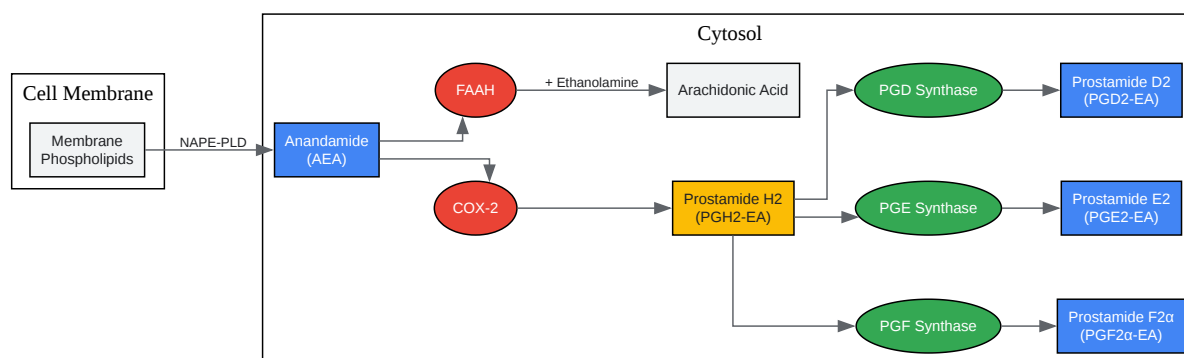 Cytosol
Cell Membrane
Membrane
Phospholipids
NAPE-PLD
Anandamide
(AEA)
FAAH
+ Ethanolamine
Arachidonic Acid
COX-2
Prostamide H2
(PGH2-EA)
PGD Synthase
Prostamide D2
(PGD2-EA)
PGE Synthase
Prostamide E2
(PGE2-EA)
PGF Synthase
Prostamide F2α
(PGF2α-EA)